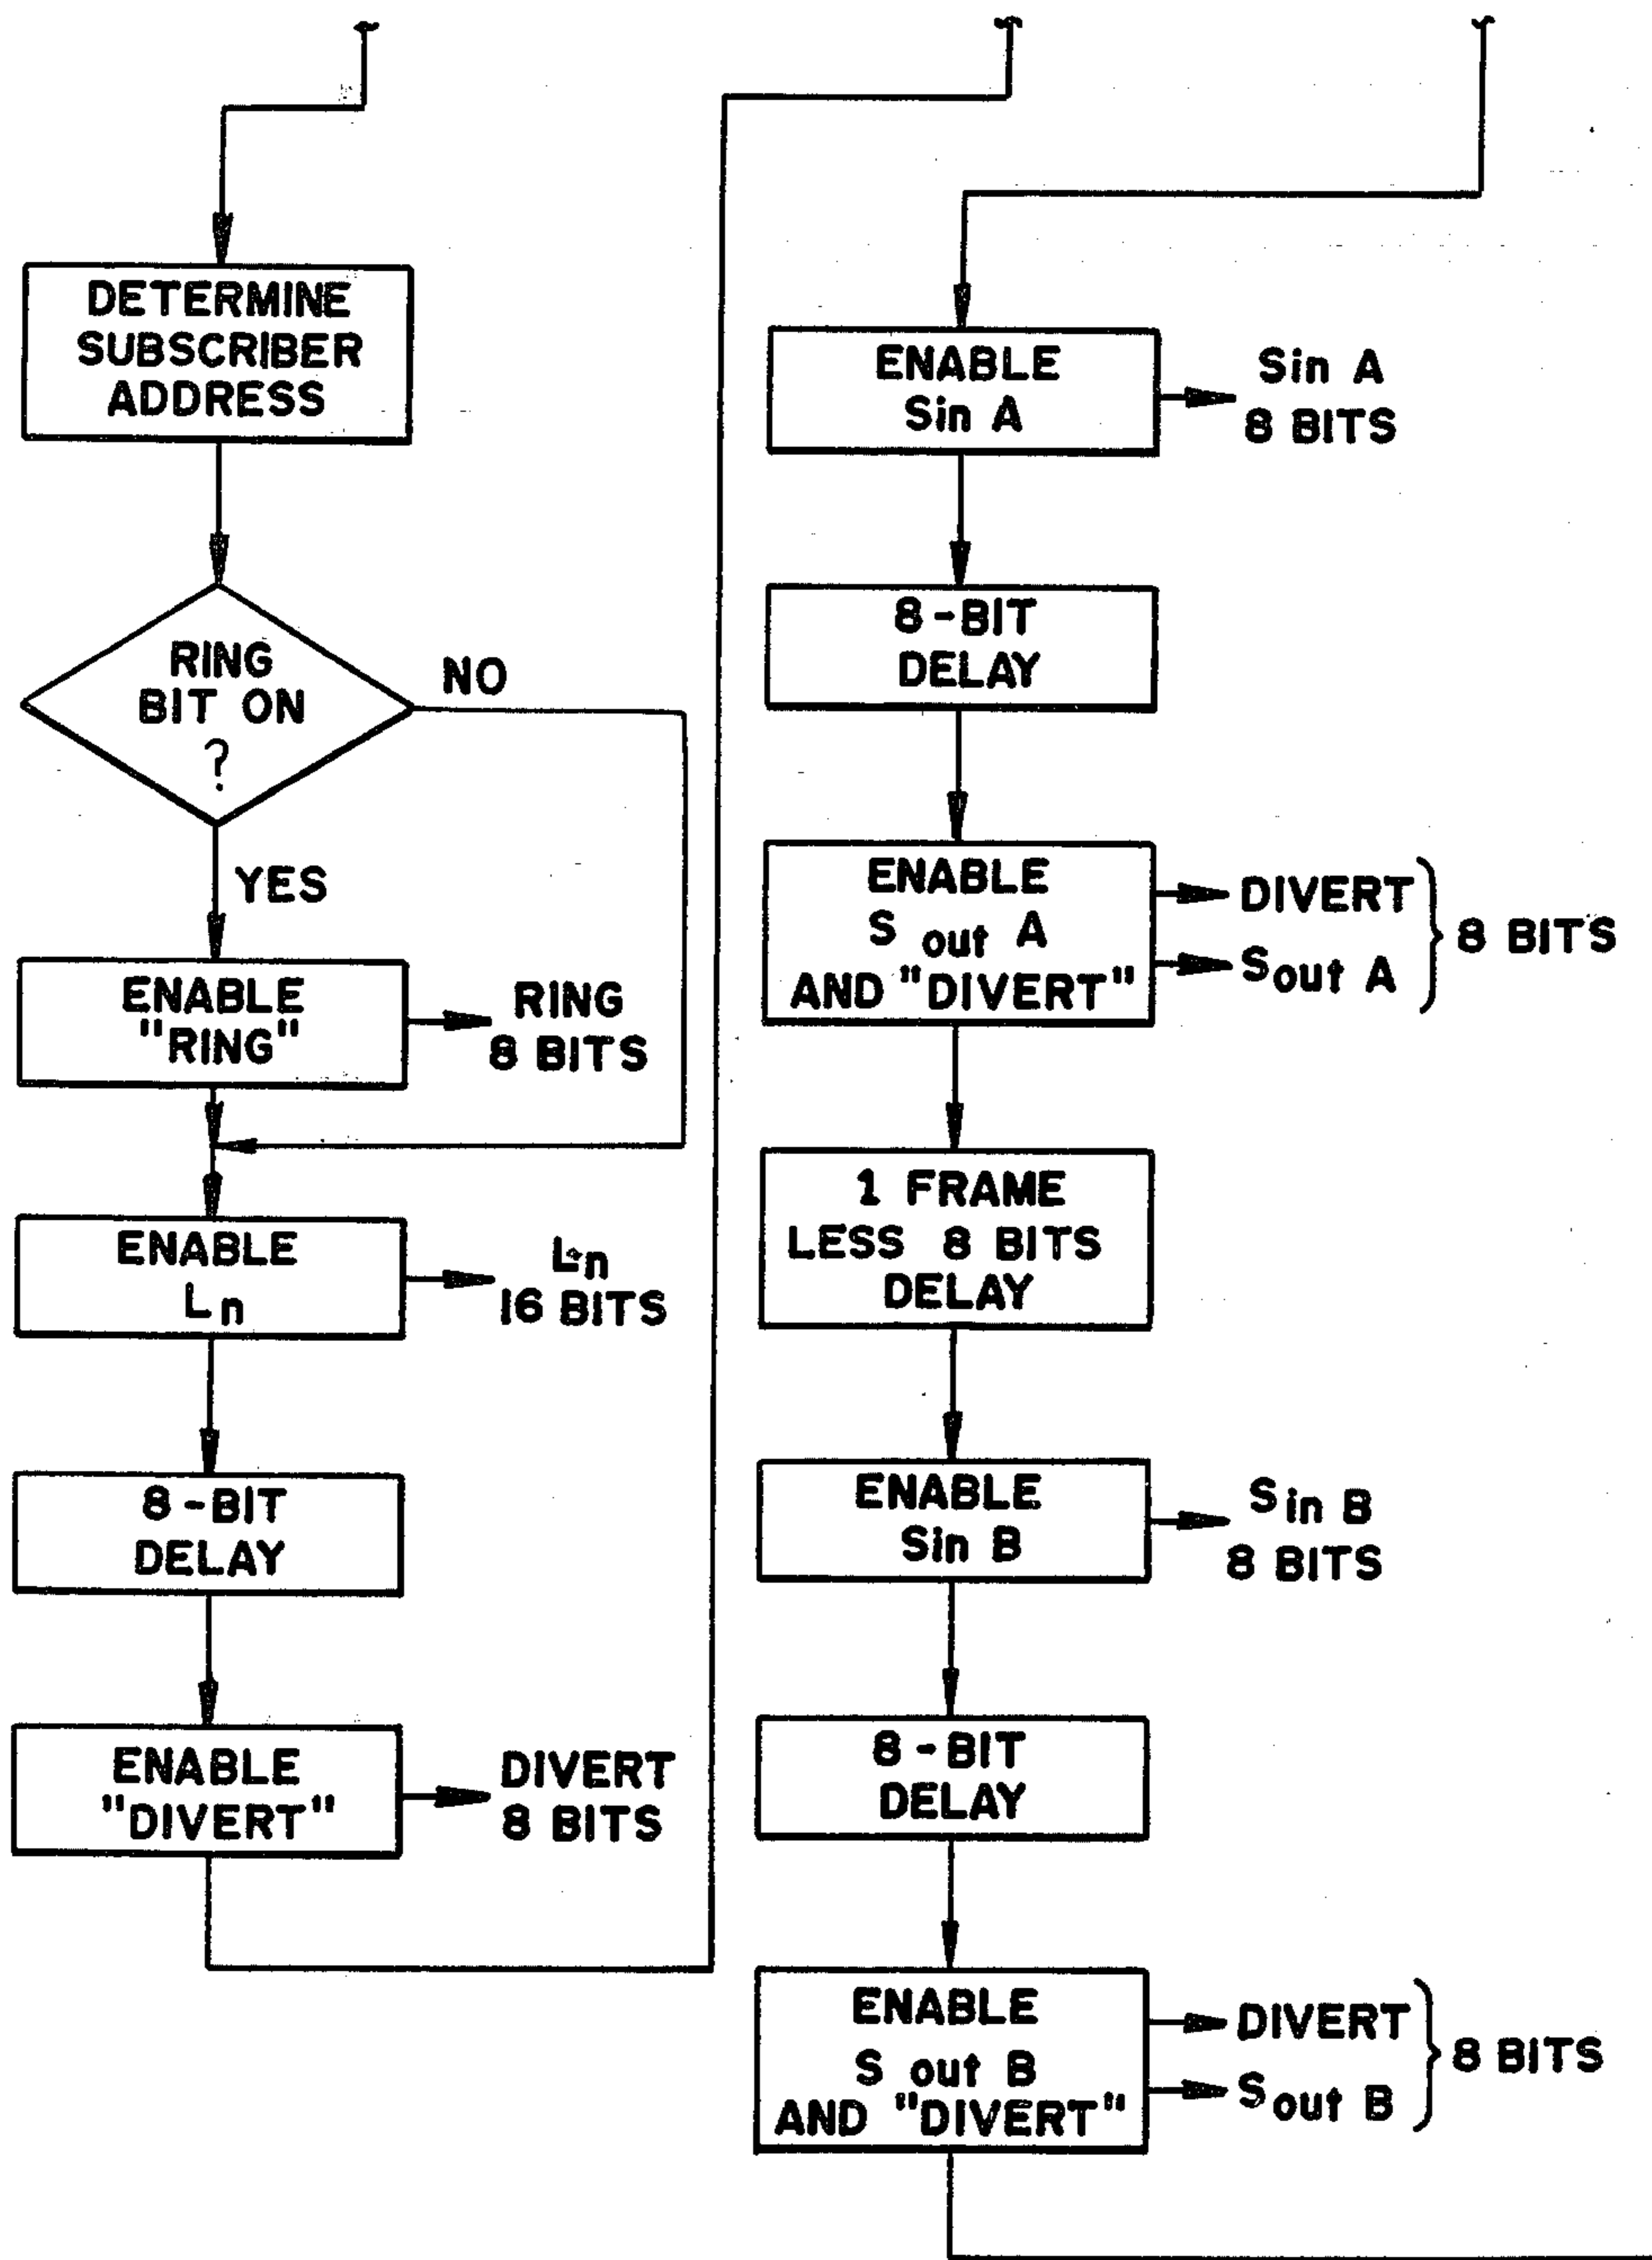 DETERMINE
SUBSCRIBER
ADDRESS
RING
BIT ON
?
NO
YES
ENABLE
"RING"
RING
8 BITS
ENABLE
Ln
Ln
16 BITS
8-BIT
DELAY
ENABLE
"DIVERT"
DIVERT
8 BITS
ENABLE
Sin A
Sin A
8 BITS
8-BIT
DELAY
ENABLE
S out A
AND "DIVERT"
DIVERT
Sout A
8 BITS
1 FRAME
LESS 8 BITS
DELAY
ENABLE
Sin B
Sin B
8 BITS
8-BIT
DELAY
ENABLE
S out B
AND "DIVERT"
DIVERT
Sout B
8 BITS